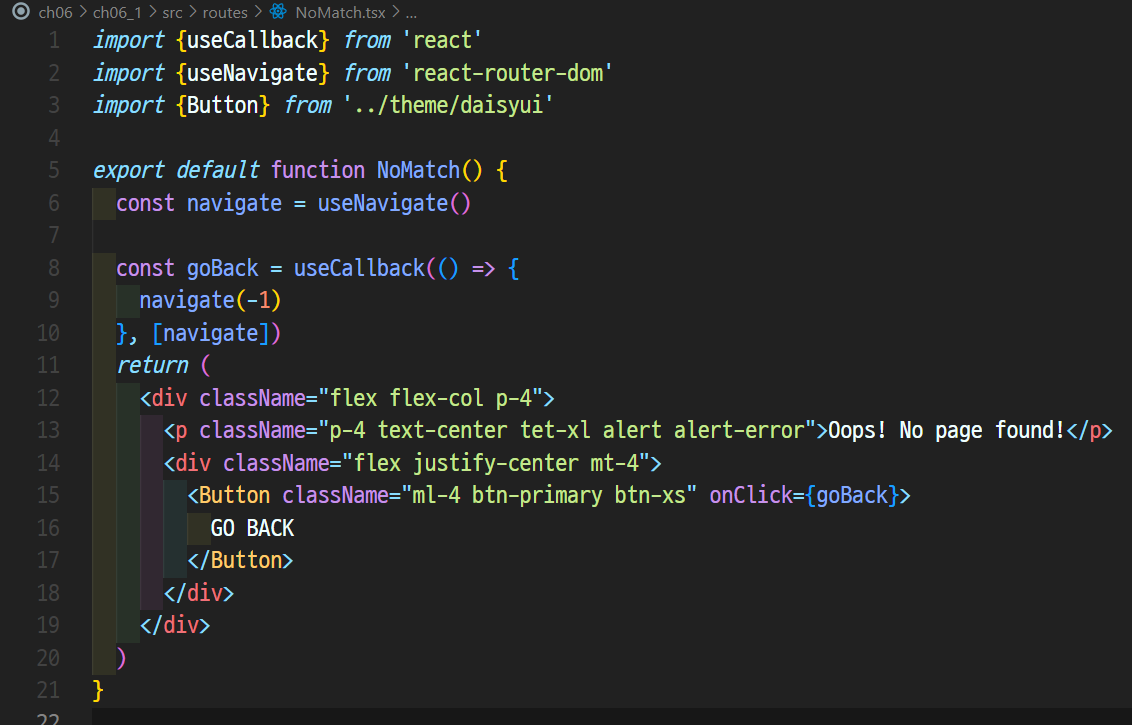 ch06 > ch06_1 > src > routes > NoMatch.tsx > ...
1 import {useCallback} from 'react'
2 import {useNavigate} from 'react-router-dom'
3 import {Button} from '../theme/daisyui'
4
5 export default function NoMatch() {
6   const navigate = useNavigate()
7
8   const goBack = useCallback(() => {
9     navigate(-1)
10   }, [navigate])
11   return (
12     <div className="flex flex-col p-4">
13       <p className="p-4 text-center tet-xl alert alert-error">Oops! No page found!</p>
14       <div className="flex justify-center mt-4">
15         <Button className="ml-4 btn-primary btn-xs" onClick={goBack}>
16           GO BACK
17         </Button>
18       </div>
19     </div>
20   )
21 }
22